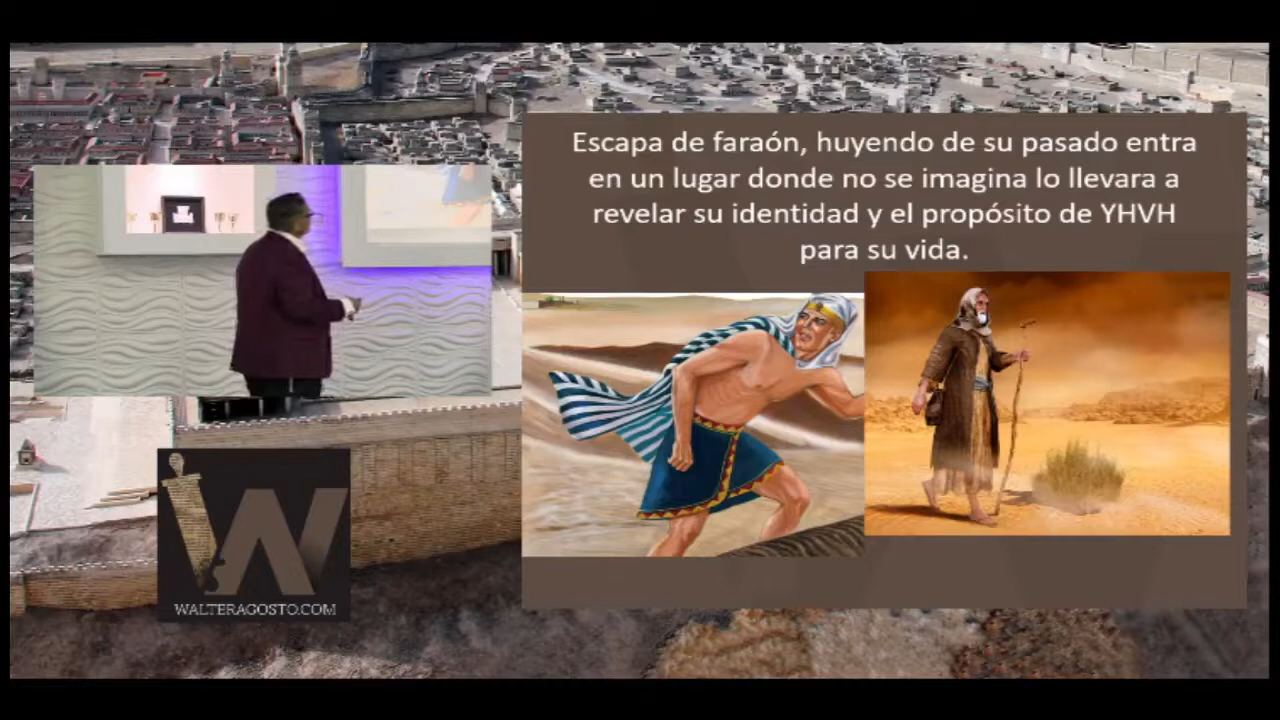 Escapa de faraón, huyendo de su pasado entra
en un lugar donde no se imagina lo llevara a
revelar su identidad y el propósito de YHVH
para su vida.
W
WALTERAGOSTO.COM